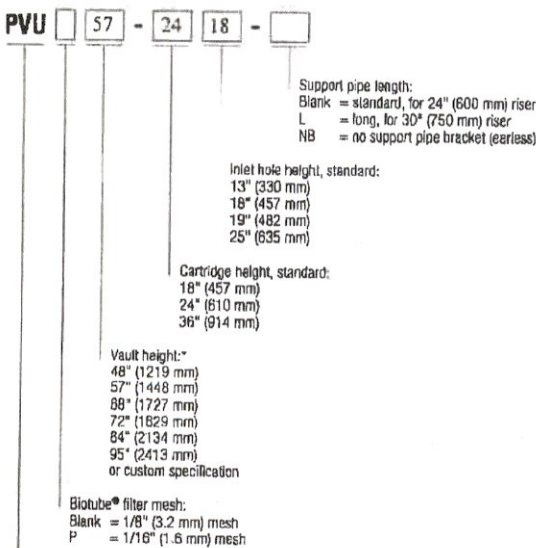 PVU 57 - 24 18 -
Support pipe length:
Blank = standard, for 24" (600 mm) riser
L = long, for 30" (750 mm) riser
NB = no support pipe bracket (earless)
Inlet hole height, standard:
13" (330 mm)
18" (457 mm)
19" (482 mm)
25" (635 mm)
Cartridge height, standard:
18" (457 mm)
24" (610 mm)
36" (914 mm)
Vault height:*
48" (1219 mm)
57" (1448 mm)
88" (1727 mm)
72" (1829 mm)
84" (2134 mm)
95" (2413 mm)
or custom specification
Biotube® filter mesh:
Blank = 1/8" (3.2 mm) mesh
P = 1/16" (1.6 mm) mesh